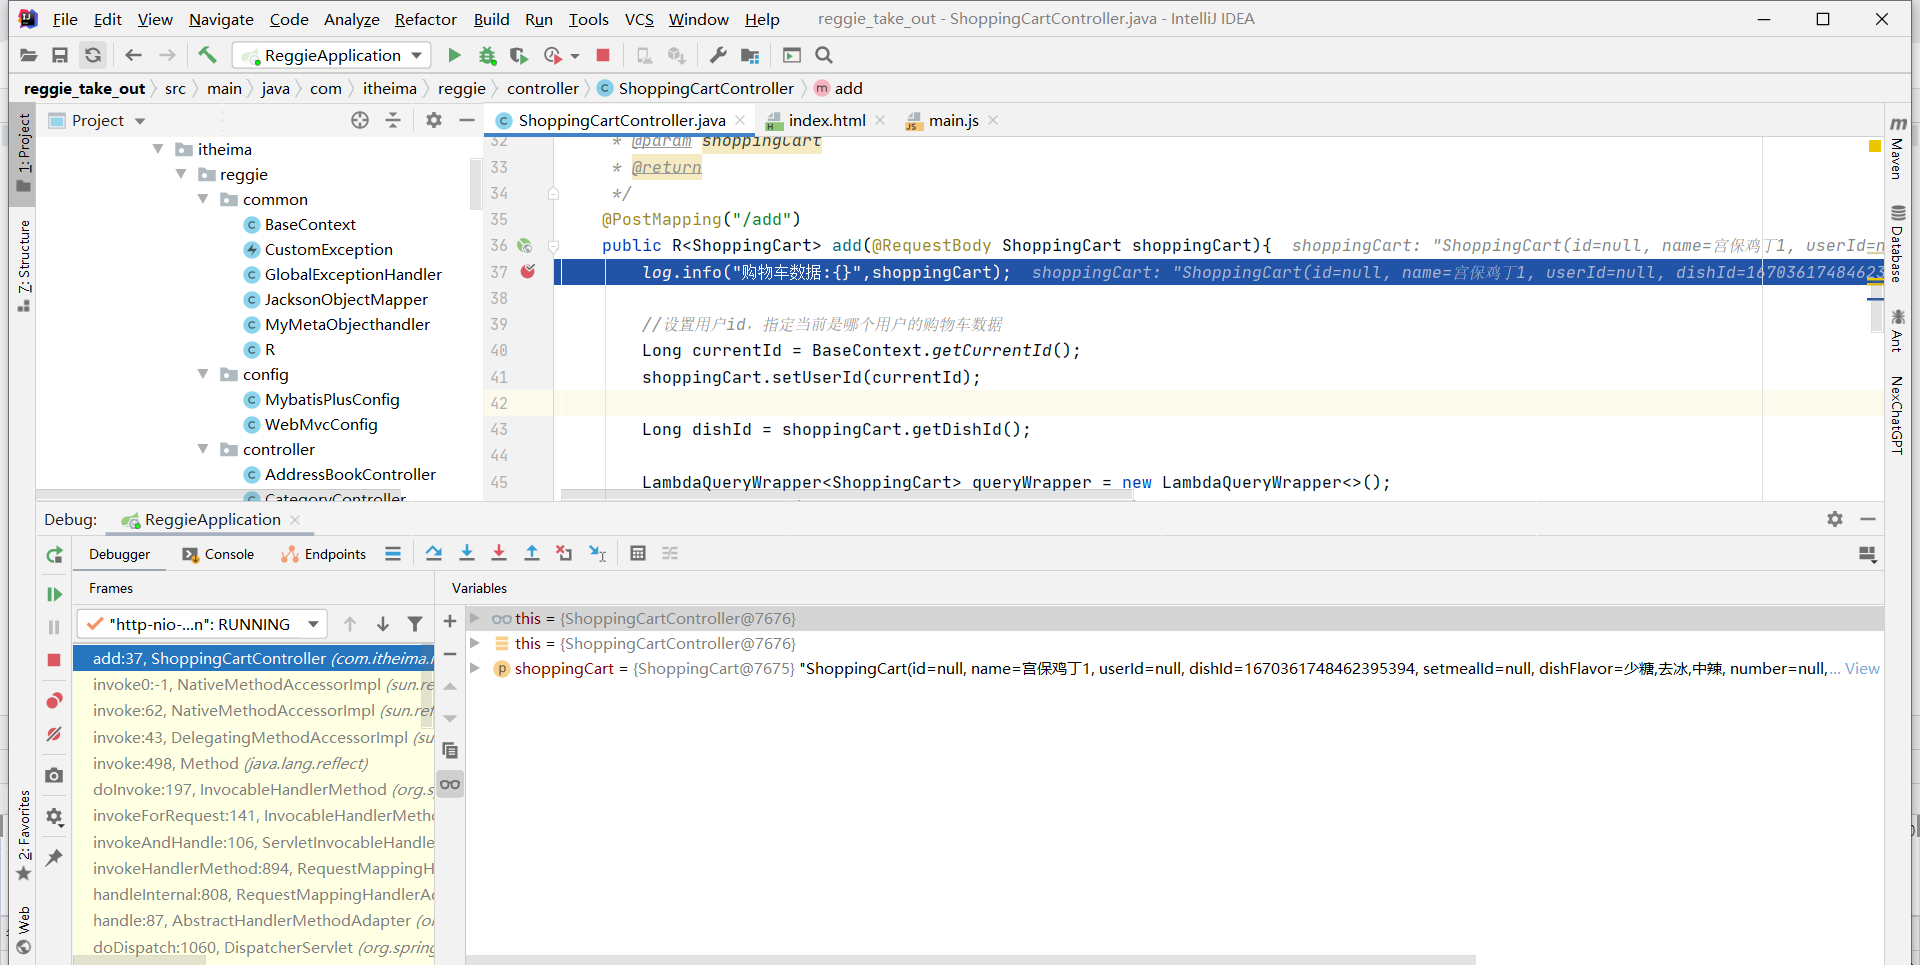 File Edit View Navigate Code Analyze Refactor Build Run Tools VCS Window Help reggie_take_out - ShoppingCartController.java - IntelliJ IDEA
ReggieApplication
reggie_take_out src main java com itheima reggie controller ShoppingCartController add
1: Project
Z: Structure
2: Favorites
Web
Project
itheima
reggie
common
BaseContext
CustomException
GlobalExceptionHandler
JacksonObjectMapper
MyMetaObjecthandler
R
config
MybatisPlusConfig
WebMvcConfig
controller
AddressBookController
CategoryController
ShoppingCartController.java index.html main.js
32 * @param shoppingCart
33 * @return
34 */
35 @PostMapping("/add")
36 public R<ShoppingCart> add(@RequestBody ShoppingCart shoppingCart){ shoppingCart: "ShoppingCart(id=null, name=宫保鸡丁1, userId=n
37 log.info("购物车数据:{}",shoppingCart); shoppingCart: "ShoppingCart(id=null, name=宫保鸡丁1, userId=null, dishId=16703617484623
38
39 //设置用户id，指定当前是哪个用户的购物车数据
40 Long currentId = BaseContext.getCurrentId();
41 shoppingCart.setUserId(currentId);
42
43 Long dishId = shoppingCart.getDishId();
44
45 LambdaQueryWrapper<ShoppingCart> queryWrapper = new LambdaQueryWrapper<>();
Maven
Database
Ant
NexChatGPT
Debug: ReggieApplication
Debugger Console Endpoints
Frames
"http-nio-...n": RUNNING
add:37, ShoppingCartController (com.itheima.r
invoke0:-1, NativeMethodAccessorImpl (sun.re
invoke:62, NativeMethodAccessorImpl (sun.ref
invoke:43, DelegatingMethodAccessorImpl (su
invoke:498, Method (java.lang.reflect)
doInvoke:197, InvocableHandlerMethod (org.s
invokeForRequest:141, InvocableHandlerMetho
invokeAndHandle:106, ServletInvocableHandle
invokeHandlerMethod:894, RequestMappingH
handleInternal:808, RequestMappingHandlerAd
handle:87, AbstractHandlerMethodAdapter (or
doDispatch:1060, DispatcherServlet (org.spring
Variables
this = {ShoppingCartController@7676}
this = {ShoppingCartController@7676}
shoppingCart = {ShoppingCart@7675} "ShoppingCart(id=null, name=宫保鸡丁1, userId=null, dishId=1670361748462395394, setmealId=null, dishFlavor=少糖,去冰,中辣, number=null,... View